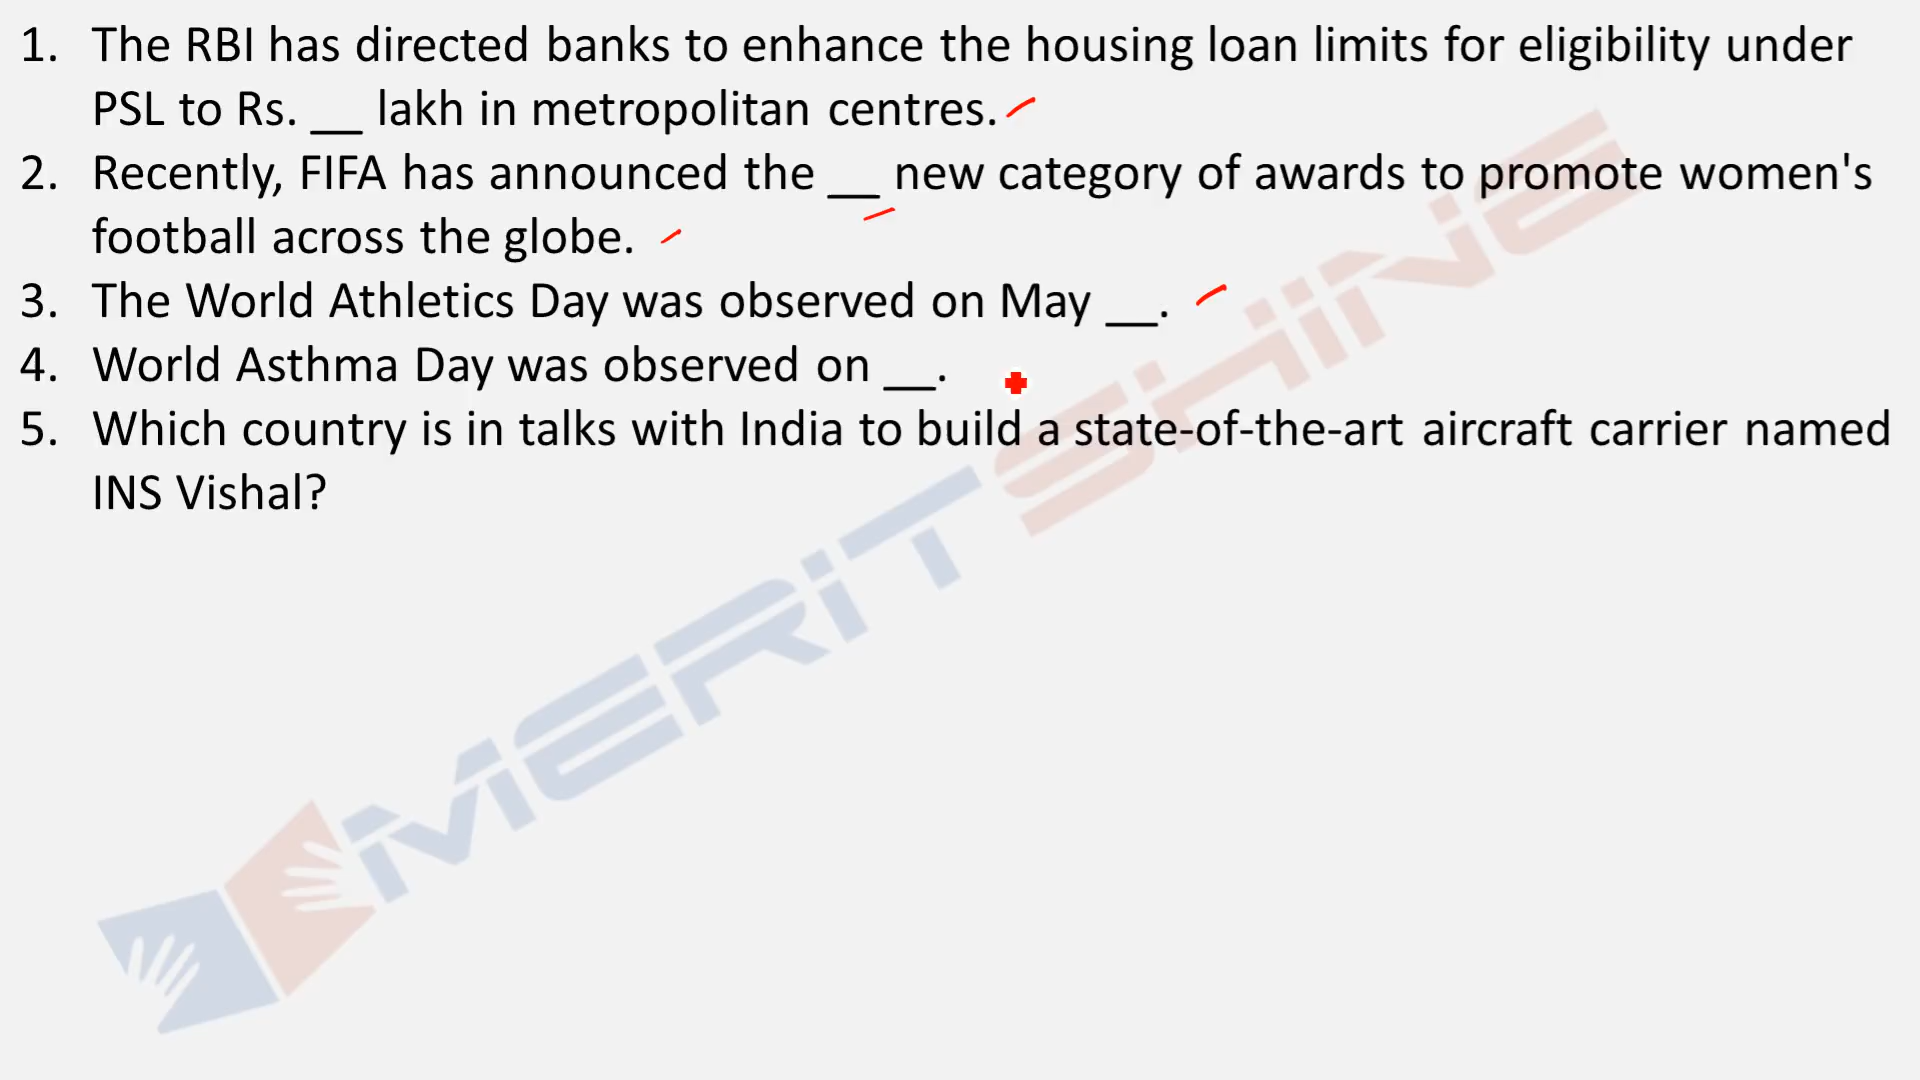 1. The RBI has directed banks to enhance the housing loan limits for eligibility under
PSL to Rs. __ lakh in metropolitan centres.
2. Recently, FIFA has announced the __ new category of awards to promote women's
football across the globe.
3. The World Athletics Day was observed on May __.
4. World Asthma Day was observed on __.
5. Which country is in talks with India to build a state-of-the-art aircraft carrier named
INS Vishal?
MERITSHINE